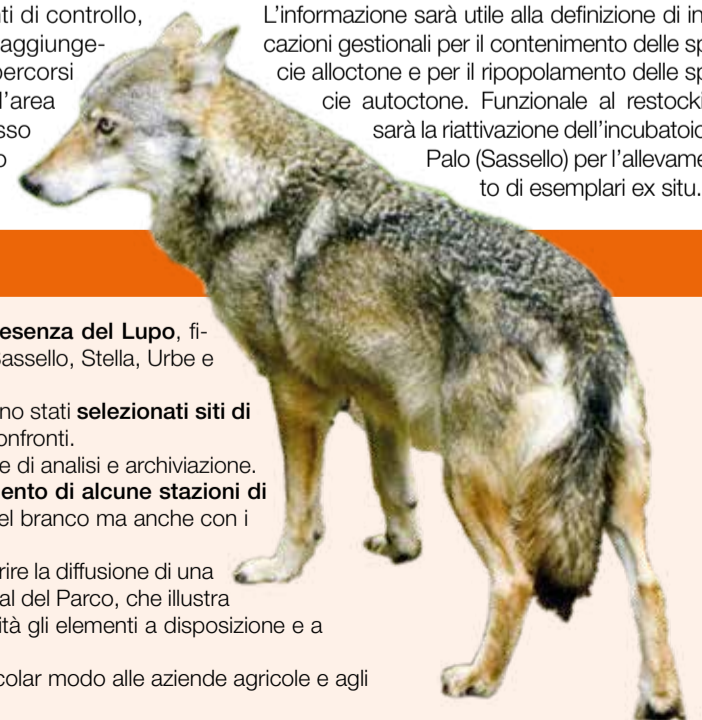 ti di controllo,
aggiunge-
percorsi
l’area
sso
o
L’informazione sarà utile alla definizione di in
cazioni gestionali per il contenimento delle sp
cie alloctone e per il ripopolamento delle sp
cie autoctone. Funzionale al restocki
sarà la riattivazione dell’incubatoio
Palo (Sassello) per l’allevame
to di esemplari ex situ.
esenza del Lupo, fi-
Sassello, Stella, Urbe e
no stati selezionati siti di
onfronti.
e di analisi e archiviazione.
ento di alcune stazioni di
el branco ma anche con i
rire la diffusione di una
al del Parco, che illustra
ità gli elementi a disposizione e a
colar modo alle aziende agricole e agli